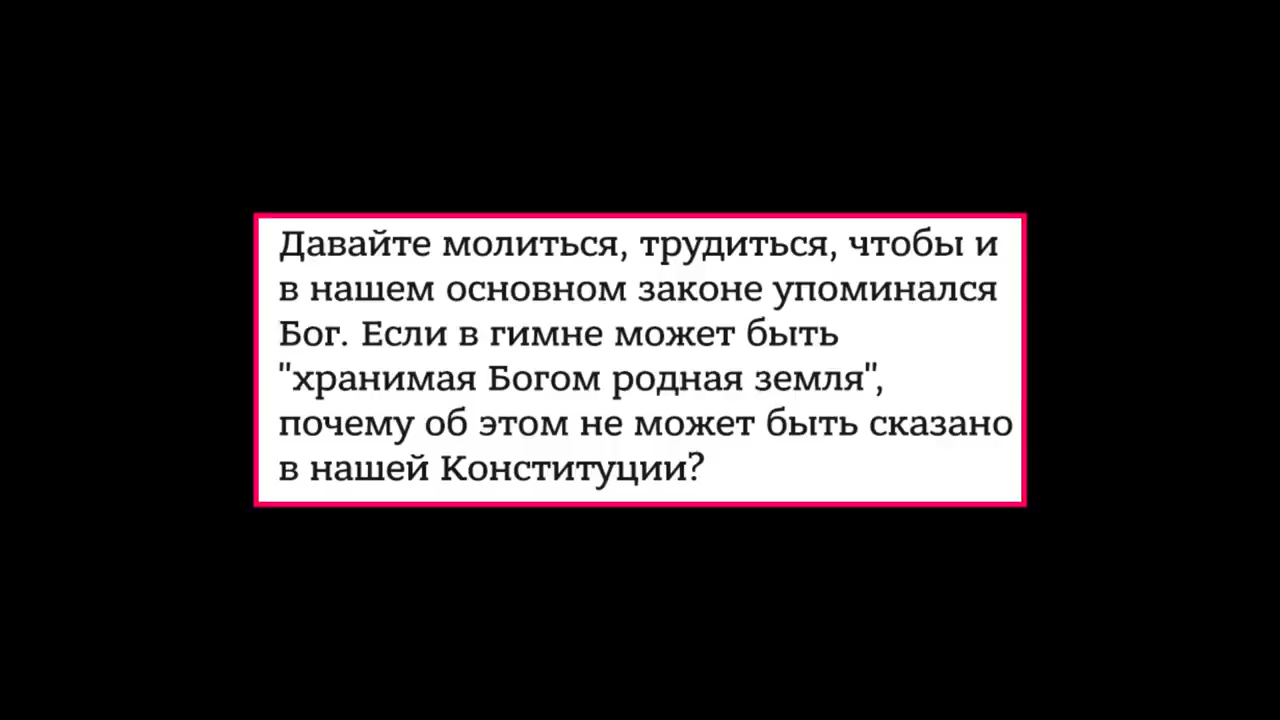 Давайте молиться, трудиться, чтобы и
в нашем основном законе упоминался
Бог. Если в гимне может быть
"хранимая Богом родная земля",
почему об этом не может быть сказано
в нашей Конституции?